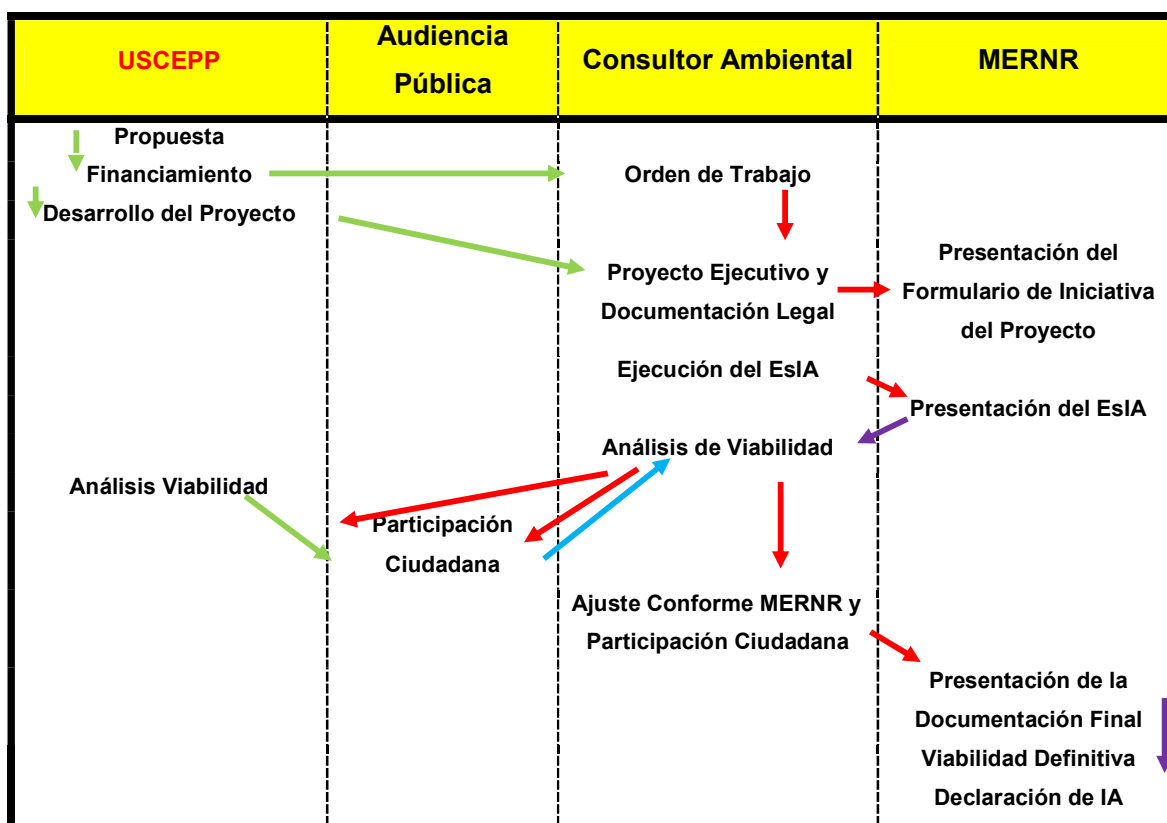 USCEPP
Audiencia
Pública
Consultor Ambiental
MERNR
Propuesta
Financiamiento
Orden de Trabajo
Desarrollo del Proyecto
Proyecto Ejecutivo y
Documentación Legal
Presentación del
Formulario de Iniciativa
del Proyecto
Ejecución del EsIA
Presentación del EsIA
Análisis de Viabilidad
Análisis Viabilidad
Participación
Ciudadana
Ajuste Conforme MERNR y
Participación Ciudadana
Presentación de la
Documentación Final
Viabilidad Definitiva
Declaración de IA